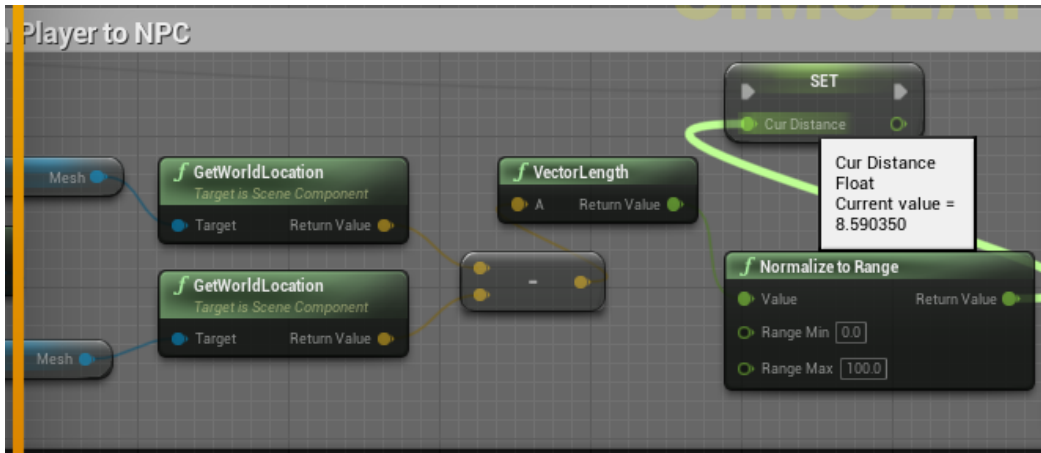 Player to NPC
SET
Cur Distance
Mesh
f GetWorldLocation
Target is Scene Component
Target Return Value
f VectorLength
A Return Value
Cur Distance
Float
Current value =
8.590350
-
f GetWorldLocation
Target is Scene Component
Target Return Value
Mesh
f Normalize to Range
Value Return Value
Range Min 0.0
Range Max 100.0